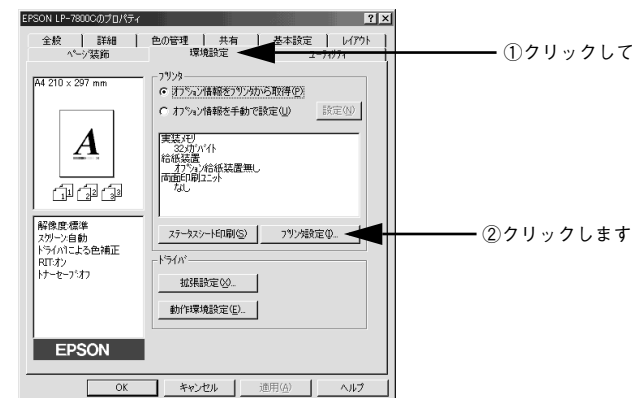 EPSON LP-7800Cのプロパティ
全般 詳細 色の管理 共有 基本設定 レイアウト
ページ装飾 環境設定 ユーティリティ
①クリックして
A4 210 x 297 mm
プリンタ
オプション情報をプリンタから取得(P)
オプション情報を手動で設定(U) 設定(N)
A
1 1 2 2 3 3
実装メモリ
32メガバイト
給紙装置
オプション給紙装置無し
両面印刷ユニット
なし
ステータスシート印刷(S) プリンタ設定(I)...
②クリックします
解像度:標準
スクリーン:自動
ドライバによる色補正
RIT:オン
トナーセーブ:オフ
ドライバ
拡張設定(X)...
動作環境設定(E)...
EPSON
OK キャンセル 適用(A) ヘルプ